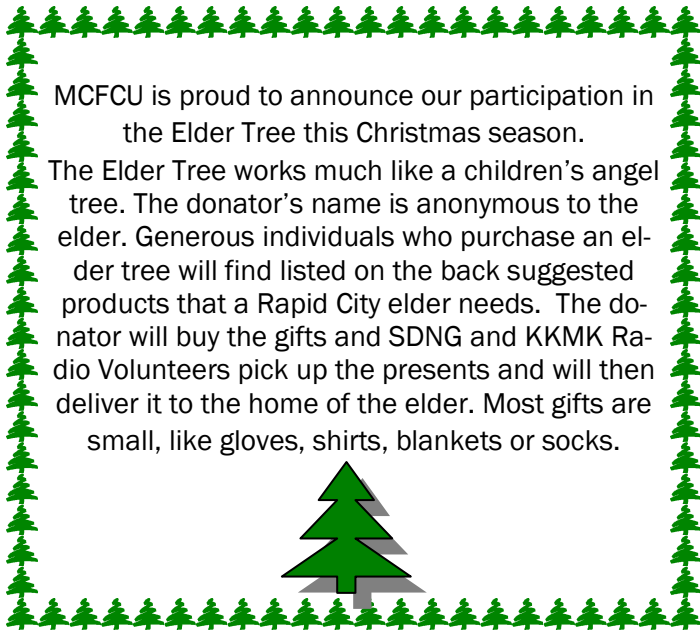 MCFCU is proud to announce our participation in
the Elder Tree this Christmas season.
The Elder Tree works much like a children’s angel
tree. The donator’s name is anonymous to the
elder. Generous individuals who purchase an el-
der tree will find listed on the back suggested
products that a Rapid City elder needs.  The do-
nator will buy the gifts and SDNG and KKMK Ra-
dio Volunteers pick up the presents and will then
deliver it to the home of the elder. Most gifts are
small, like gloves, shirts, blankets or socks.